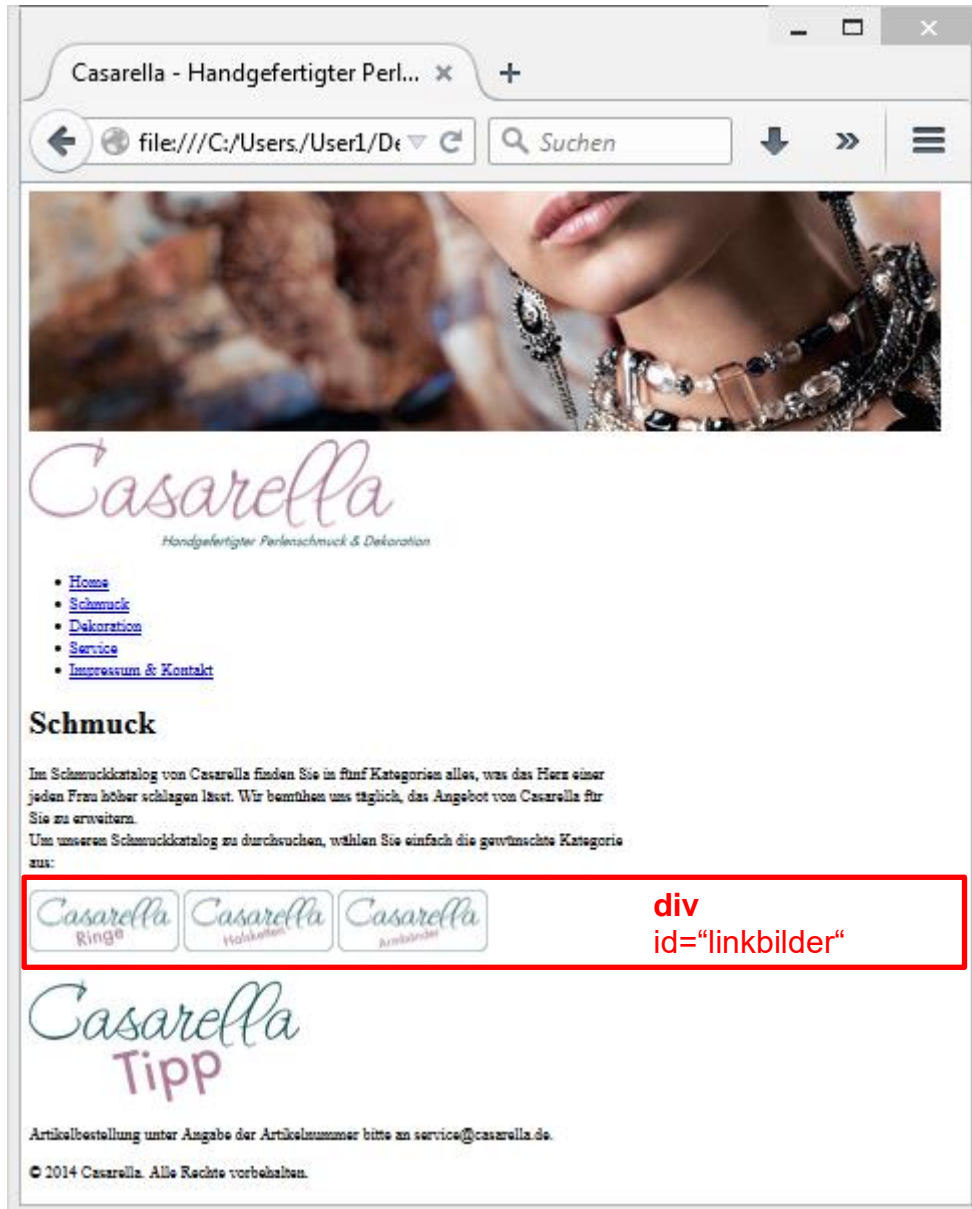 Casarella - Handgefertigter Perl...
file:///C:/Users./User1/De
Suchen
Casarella
Handgefertigter Perlenschmuck & Dekoration
Home
Schmuck
Dekoration
Service
Impressum & Kontakt
Schmuck
Im Schmuckkatalog von Casarella finden Sie in fünf Kategorien alles, was das Herz einer
jeden Frau höher schlagen lässt. Wir bemühen uns täglich, das Angebot von Casarella für
Sie zu erweitern.
Um unseren Schmuckkatalog zu durchsuchen, wählen Sie einfach die gewünschte Kategorie
aus:
Casarella Casarella Casarella
Ringe Halsketten Armbänder
div
id=“linkbilder“
Casarella
Tipp
Artikelbestellung unter Angabe der Artikelnummer bitte an service@casarella.de.
© 2014 Casarella. Alle Rechte vorbehalten.